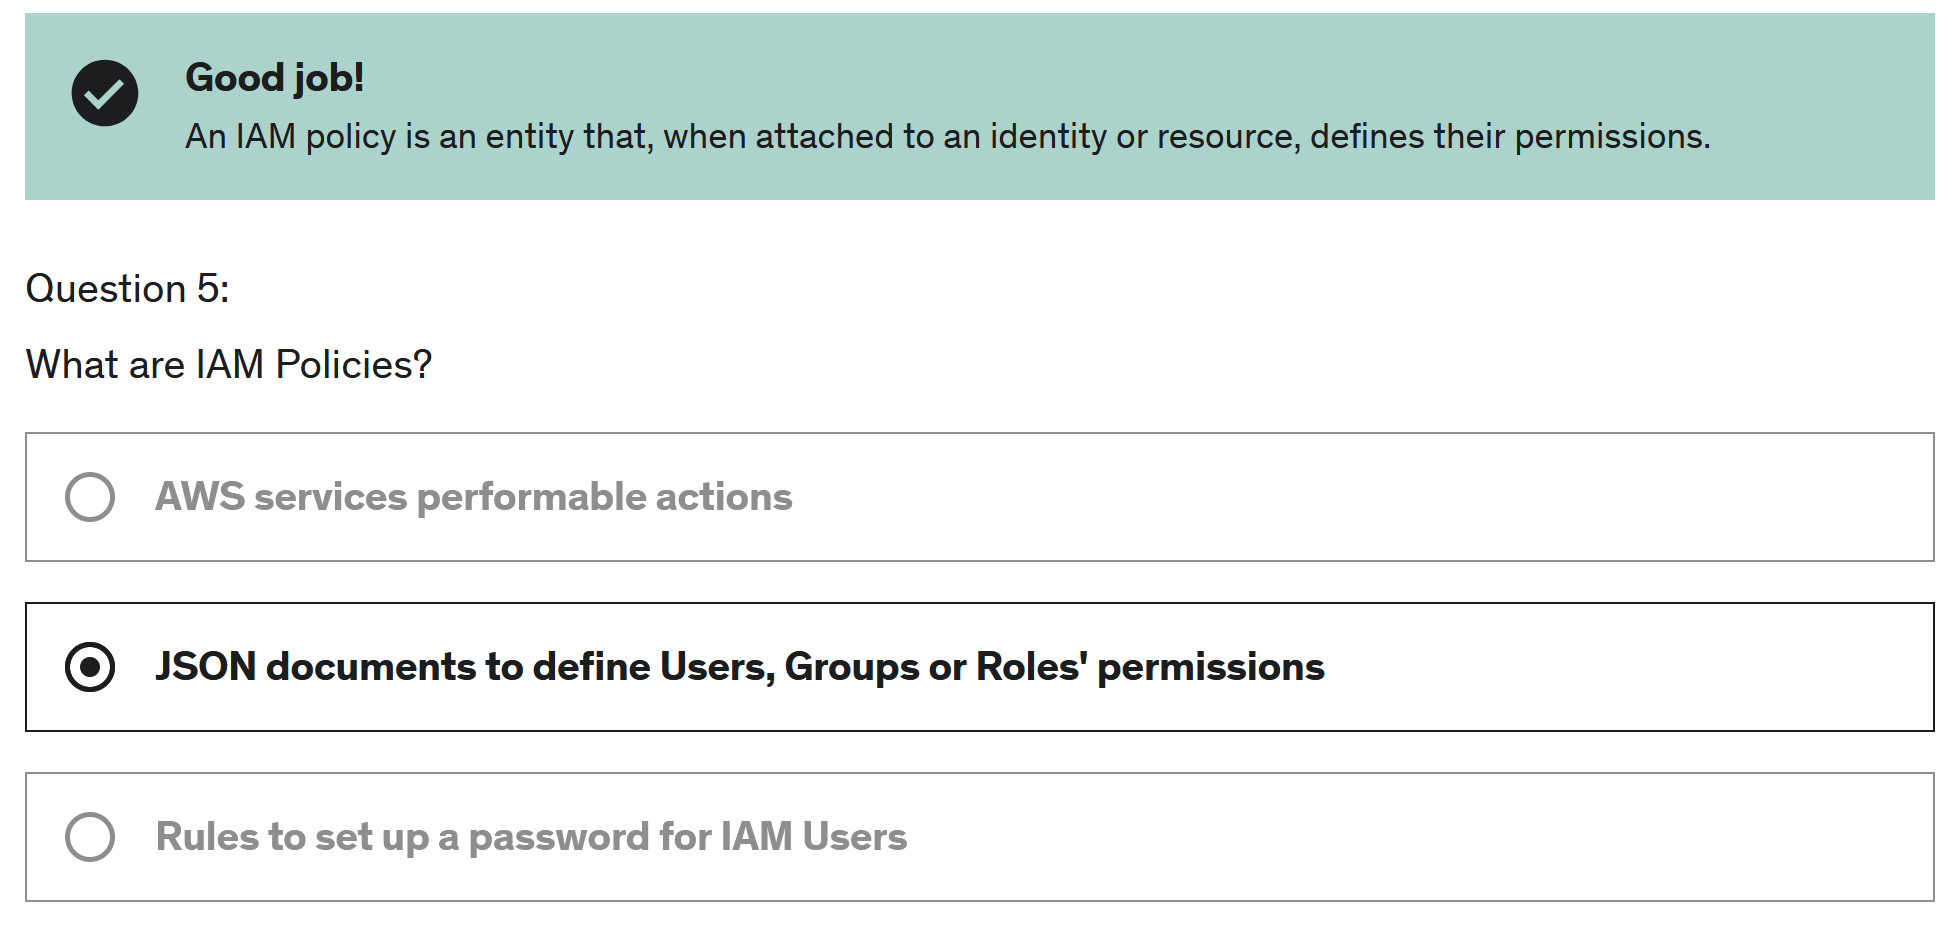 Good job!
An IAM policy is an entity that, when attached to an identity or resource, defines their permissions.
Question 5:
What are IAM Policies?
AWS services performable actions
JSON documents to define Users, Groups or Roles' permissions
Rules to set up a password for IAM Users